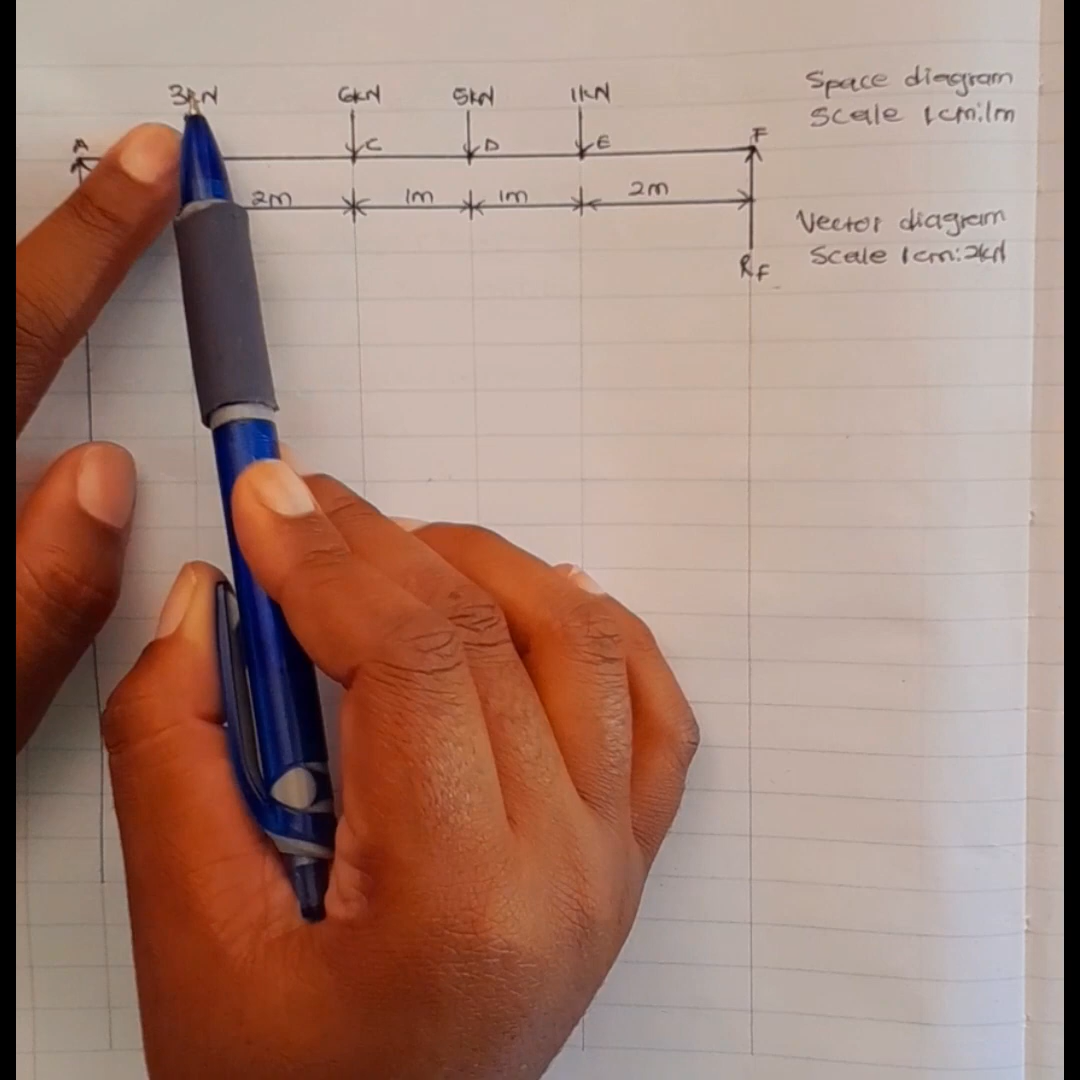 3kN 6kN 5kN 1kN
A C D E F
2m 1m 1m 2m
RF
Space diagram
Scale 1cm:1m
Vector diagram
Scale 1cm:2kN